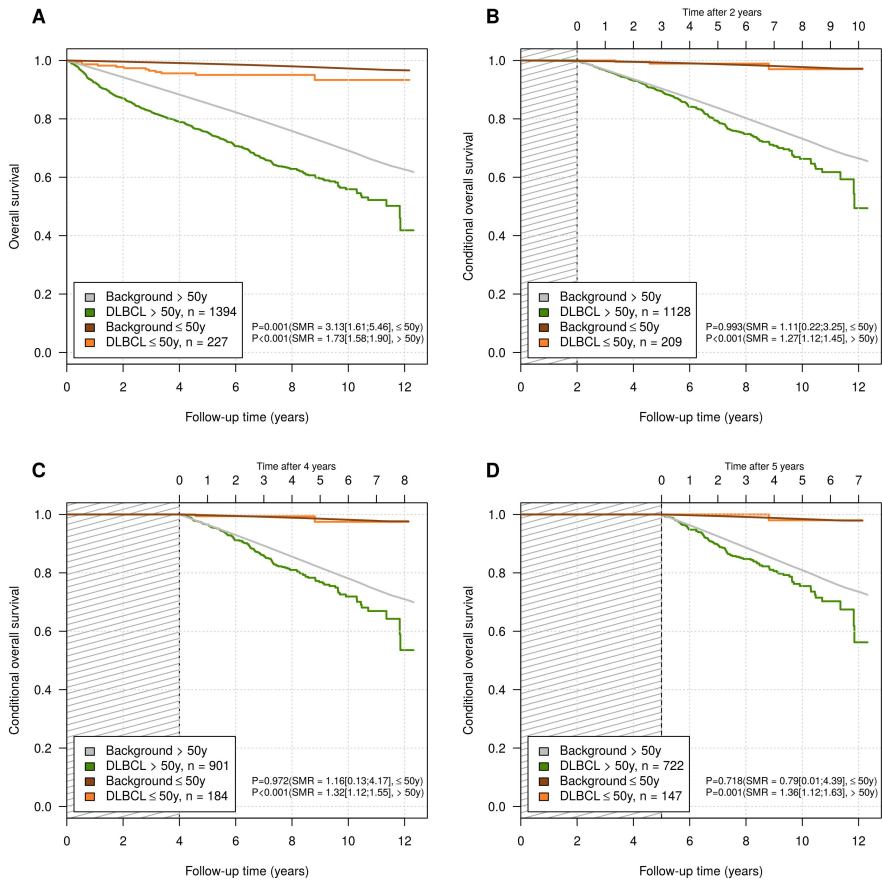 A
Overall survival
1.0
0.8
0.6
0.4
0.2
0.0
Background > 50y
DLBCL > 50y, n = 1394
Background ≤ 50y
DLBCL ≤ 50y, n = 227
P=0.001(SMR = 3.13[1.61;5.46], ≤ 50y)
P<0.001(SMR = 1.73[1.58;1.90], > 50y)
0 2 4 6 8 10 12
Follow-up time (years)
B
Time after 2 years
0 1 2 3 4 5 6 7 8 9 10
Conditional overall survival
1.0
0.8
0.6
0.4
0.2
0.0
Background > 50y
DLBCL > 50y, n = 1128
Background ≤ 50y
DLBCL ≤ 50y, n = 209
P=0.993(SMR = 1.11[0.22;3.25], ≤ 50y)
P<0.001(SMR = 1.27[1.12;1.45], > 50y)
0 2 4 6 8 10 12
Follow-up time (years)
C
Time after 4 years
0 1 2 3 4 5 6 7 8
Conditional overall survival
1.0
0.8
0.6
0.4
0.2
0.0
Background > 50y
DLBCL > 50y, n = 901
Background ≤ 50y
DLBCL ≤ 50y, n = 184
P=0.972(SMR = 1.16[0.13;4.17], ≤ 50y)
P<0.001(SMR = 1.32[1.12;1.55], > 50y)
0 2 4 6 8 10 12
Follow-up time (years)
D
Time after 5 years
0 1 2 3 4 5 6 7
Conditional overall survival
1.0
0.8
0.6
0.4
0.2
0.0
Background > 50y
DLBCL > 50y, n = 722
Background ≤ 50y
DLBCL ≤ 50y, n = 147
P=0.718(SMR = 0.79[0.01;4.39], ≤ 50y)
P=0.001(SMR = 1.36[1.12;1.63], > 50y)
0 2 4 6 8 10 12
Follow-up time (years)